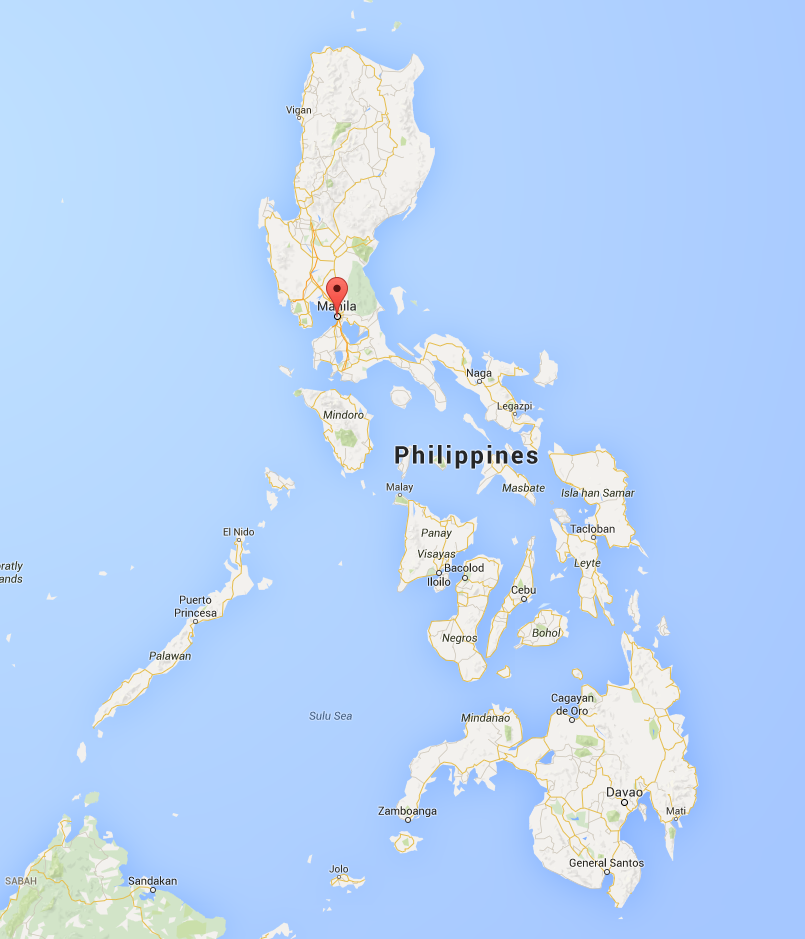 Vigan
Manila
Naga
Legazpi
Mindoro
Philippines
Masbate
Malay
Isla han Samar
El Nido
Panay
Tacloban
Visayas
Leyte
Bacolod
Iloilo
Cebu
ratly
ands
Puerto
Princesa
Negros
Bohol
Palawan
Sulu Sea
Mindanao
Cagayan
de Oro
Davao
Zamboanga
Mati
General Santos
Jolo
SABAH
Sandakan